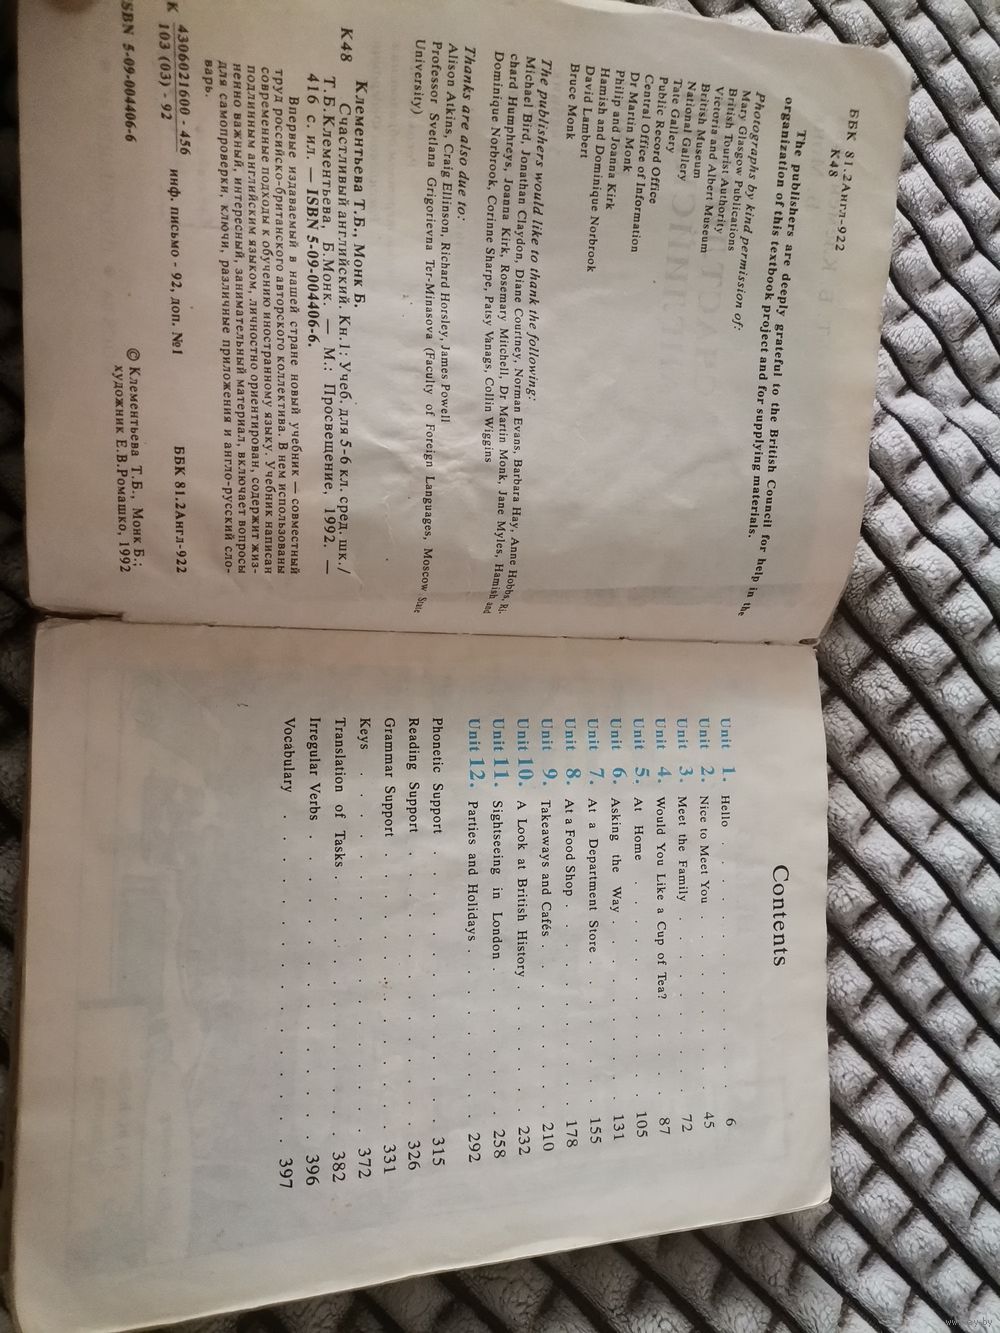 ББК 81.2Англ-922
К48
The publishers are deeply grateful to the British Council for help in the
organization of this textbook project and for supplying materials.
Photographs by kind permission of:
Mary Glasgow Publications
British Tourist Authority
Victoria and Albert Museum
British Museum
National Gallery
Tate Gallery
Public Record Office
Central Office of Information
Dr Martin Monk
Philip and Joanna Kirk
Hamish and Dominique Norbrook
David Lambert
Bruce Monk
The publishers would like to thank the following:
Michael Bird, Jonathan Claydon, Diane Courtney, Norman Evans, Barbara Hay, Anne Hobbs, Ri-
chard Humphreys, Joanna Kirk, Rosemary Mitchell, Dr Martin Monk, Jane Myles, Hamish and
Dominique Norbrook, Corinne Sharpe, Patsy Vanags, Collin Wiggins
Thanks are also due to:
Alison Atkins, Craig Ellinson, Richard Horsley, James Powell
Professor Svetlana Grigorievna Ter-Minasova (Faculty of Foreign Languages, Moscow State
University)
Клементьева Т.Б., Монк Б.
К48 Счастливый английский. Кн.1: Учеб. для 5-6 кл. сред. шк./
Т.Б.Клементьева, Б.Монк. — М.: Просвещение, 1992. —
416 с. ил. — ISBN 5-09-004406-6.
Впервые издаваемый в нашей стране новый учебник — совместный
труд российско-британского авторского коллектива. В нем использованы
современные подходы к обучению иностранному языку. Учебник написан
подлинным английским языком, личностно ориентирован, содержит жиз-
ненно важный, интересный, занимательный материал, включает вопросы
для самопроверки, ключи, различные приложения и англо-русский сло-
варь.
К 4306021600 - 456
103 (03) - 92 инф. письмо - 92, доп. №1 ББК 81.2Англ-922
ISBN 5-09-004406-6
© Клементьева Т.Б., Монк Б.;
художник Е.В.Ромашко, 1992
Contents
Unit 1. Hello . . . . . . . . . . 6
Unit 2. Nice to Meet You . . . . . . . 45
Unit 3. Meet the Family . . . . . . . 72
Unit 4. Would You Like a Cup of Tea? . . . . 87
Unit 5. At Home . . . . . . . . . 105
Unit 6. Asking the Way . . . . . . . 131
Unit 7. At a Department Store . . . . . . 155
Unit 8. At a Food Shop . . . . . . . 178
Unit 9. Takeaways and Cafés . . . . . . 210
Unit 10. A Look at British History . . . . . 232
Unit 11. Sightseeing in London . . . . . 258
Unit 12. Parties and Holidays . . . . . . 292
Phonetic Support . . . . . . . . 315
Reading Support . . . . . . . . 326
Grammar Support . . . . . . . . 331
Keys . . . . . . . . . . . 372
Translation of Tasks . . . . . . . 382
Irregular Verbs . . . . . . . . . 396
Vocabulary . . . . . . . . . . 397